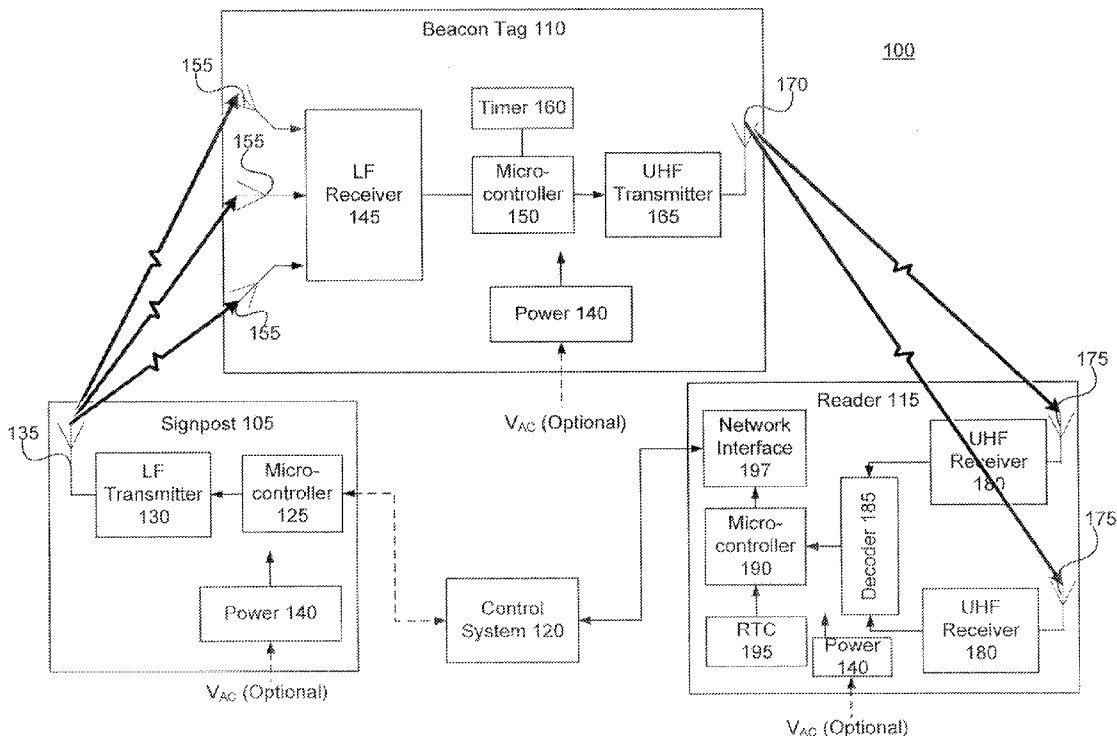 Beacon Tag 110
100
155
155
155
Timer 160
LF
Receiver
145
Micro-
controller
150
UHF
Transmitter
165
170
Power 140
V_AC (Optional)
Signpost 105
135
LF
Transmitter
130
Micro-
controller
125
Power 140
V_AC (Optional)
Control
System 120
Reader 115
175
175
Network
Interface
197
UHF
Receiver
180
Micro-
controller
190
Decoder 185
RTC
195
Power
140
UHF
Receiver
180
V_AC (Optional)